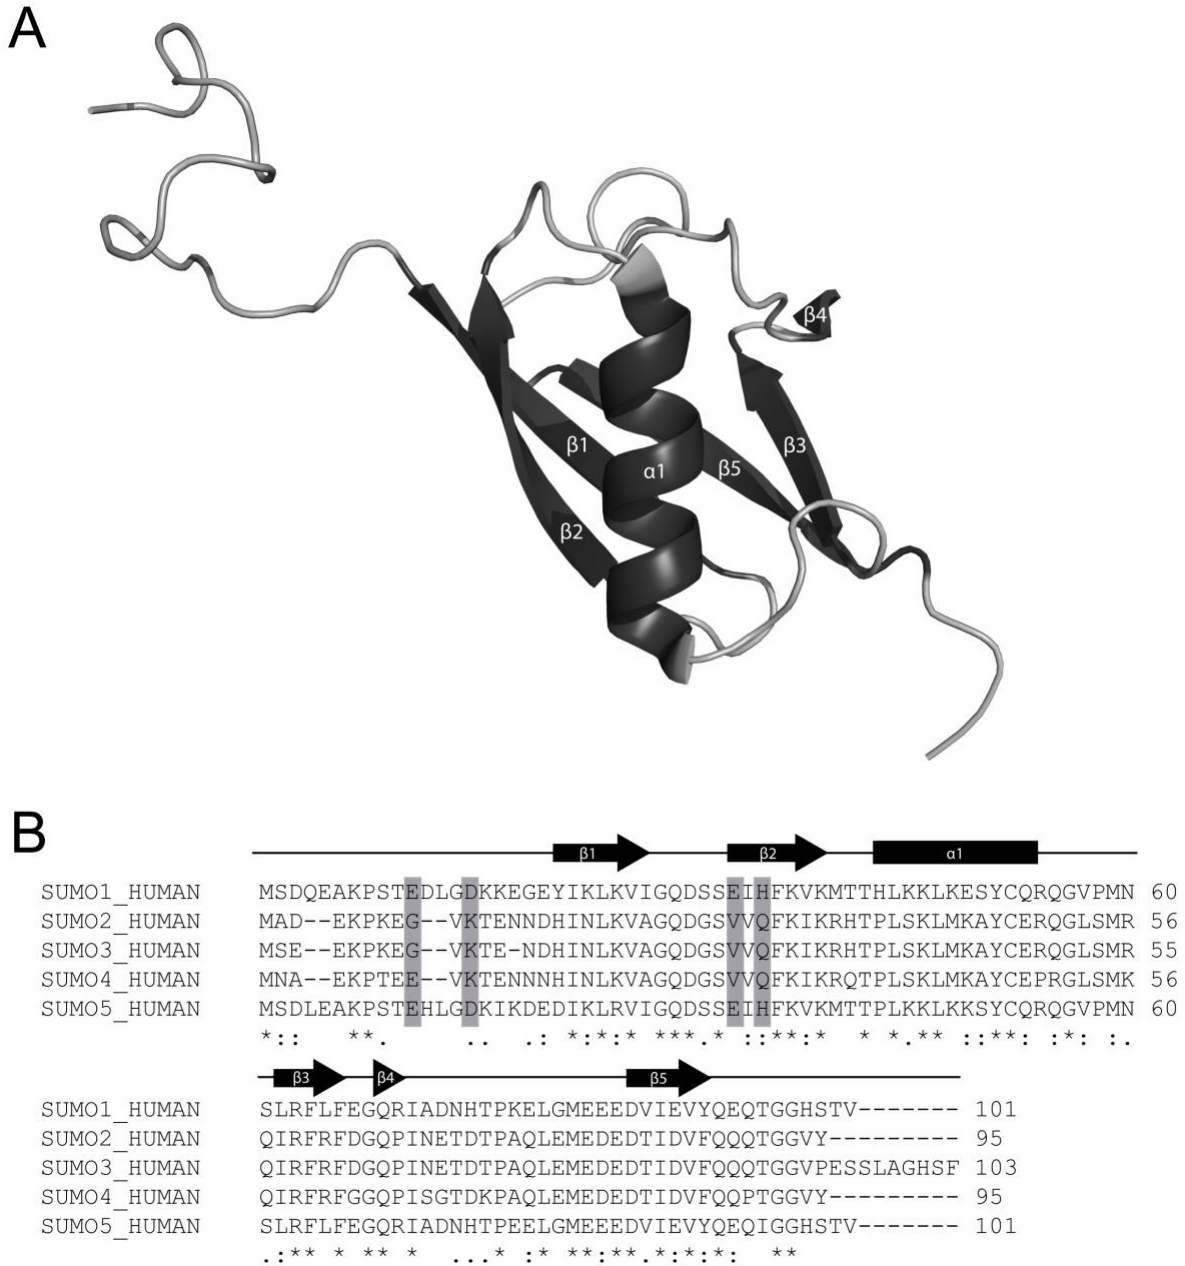 A
β4
β1
β3
α1
β5
β2
B
β1 β2 α1
SUMO1_HUMAN MSDQEAKPSTEDLGDKKEGEYIKLKVIGQDSSEIHFKVKMTTHLKKLKESYCQRQGVPMN 60
SUMO2_HUMAN MAD--EKPKEG--VKTENNDHINLKVAGQDGSVVQFKIKRHTPLSKLMKAYCERQGLSMR 56
SUMO3_HUMAN MSE--EKPKEG--VKTE-NDHINLKVAGQDGSVVQFKIKRHTPLSKLMKAYCERQGLSMR 55
SUMO4_HUMAN MNA--EKPTEE--VKTENNNHINLKVAGQDGSVVQFKIKRQTPLSKLMKAYCEPRGLSMK 56
SUMO5_HUMAN MSDLEAKPSTEHLGDKIKDEDIKLRVIGQDSSEIHFKVKMTTPLKKLKKSYCQRQGVPMN 60
*:: **. .. .: *:*:* ***.* ::**:* * *.** ::**: :*: :.
β3 β4 β5
SUMO1_HUMAN SLRFLFEGQRIADNHTPKELGMEEEDVIEVYQEQTGGHSTV------- 101
SUMO2_HUMAN QIRFRFDGQPINETDTPAQLEMEDEDTIDVFQQQTGGVY--------- 95
SUMO3_HUMAN QIRFRFDGQPINETDTPAQLEMEDEDTIDVFQQQTGGVPESSLAGHSF 103
SUMO4_HUMAN QIRFRFGGQPISGTDKPAQLEMEDEDTIDVFQQPTGGVY--------- 95
SUMO5_HUMAN SLRFLFEGQRIADNHTPEELGMEEEDVIEVYQEQIGGHSTV------- 101
.:** * ** * ...* :* **:**.*:*:*: **